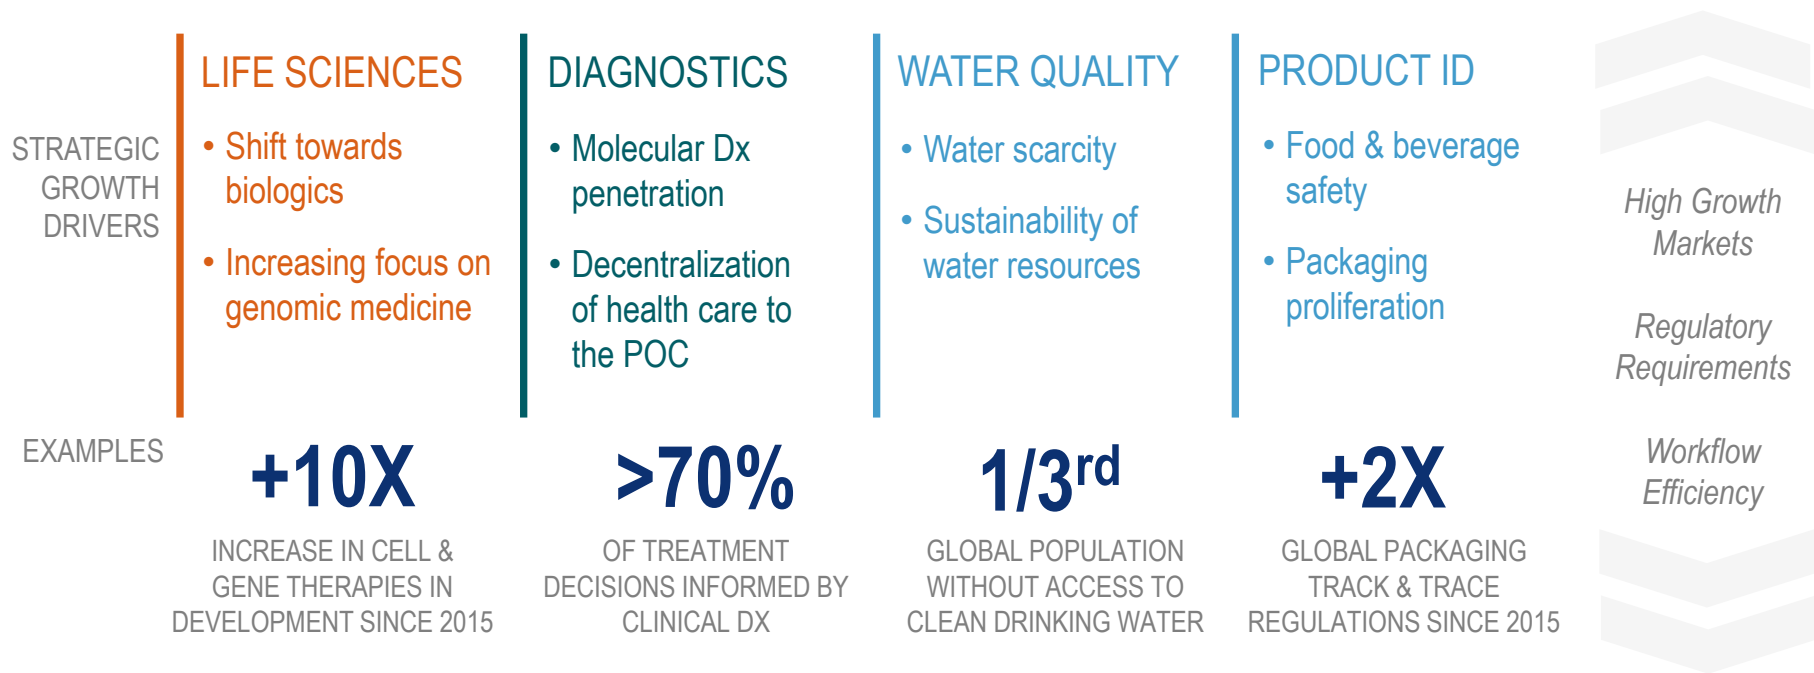 STRATEGIC
GROWTH
DRIVERS
LIFE SCIENCES
• Shift towards
biologics
• Increasing focus on
genomic medicine
DIAGNOSTICS
• Molecular Dx
penetration
• Decentralization
of health care to
the POC
WATER QUALITY
• Water scarcity
• Sustainability of
water resources
PRODUCT ID
• Food & beverage
safety
• Packaging
proliferation
EXAMPLES
+10X
INCREASE IN CELL &
GENE THERAPIES IN
DEVELOPMENT SINCE 2015
>70%
OF TREATMENT
DECISIONS INFORMED BY
CLINICAL DX
1/3rd
GLOBAL POPULATION
WITHOUT ACCESS TO
CLEAN DRINKING WATER
+2X
GLOBAL PACKAGING
TRACK & TRACE
REGULATIONS SINCE 2015
High Growth
Markets
Regulatory
Requirements
Workflow
Efficiency